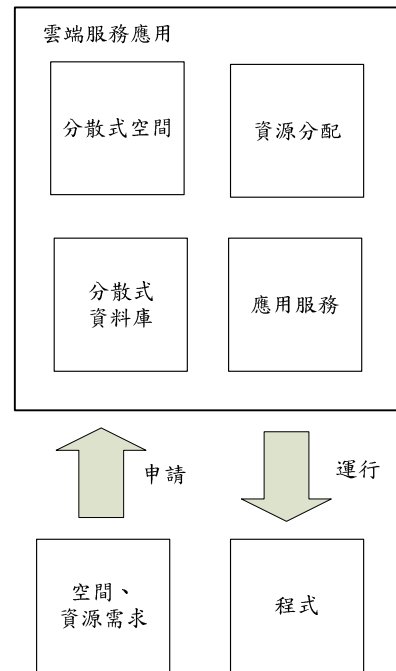 雲端服務應用
分散式空間
資源分配
分散式
資料庫
應用服務
申請
運行
空間、
資源需求
程式